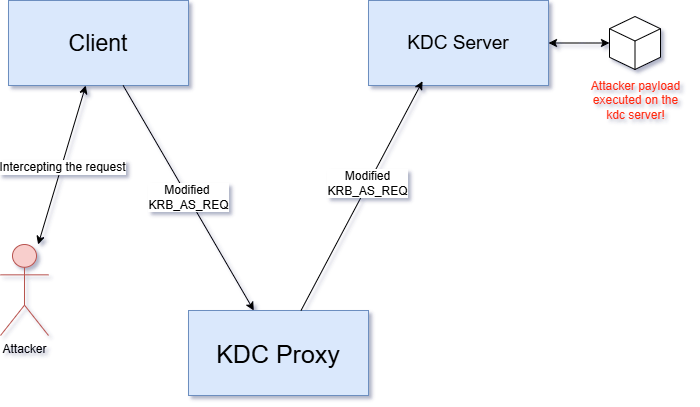 Client
KDC Server
Attacker payload
executed on the
kdc server!
Intercepting the request
Modified
KRB_AS_REQ
Modified
KRB_AS_REQ
Attacker
KDC Proxy